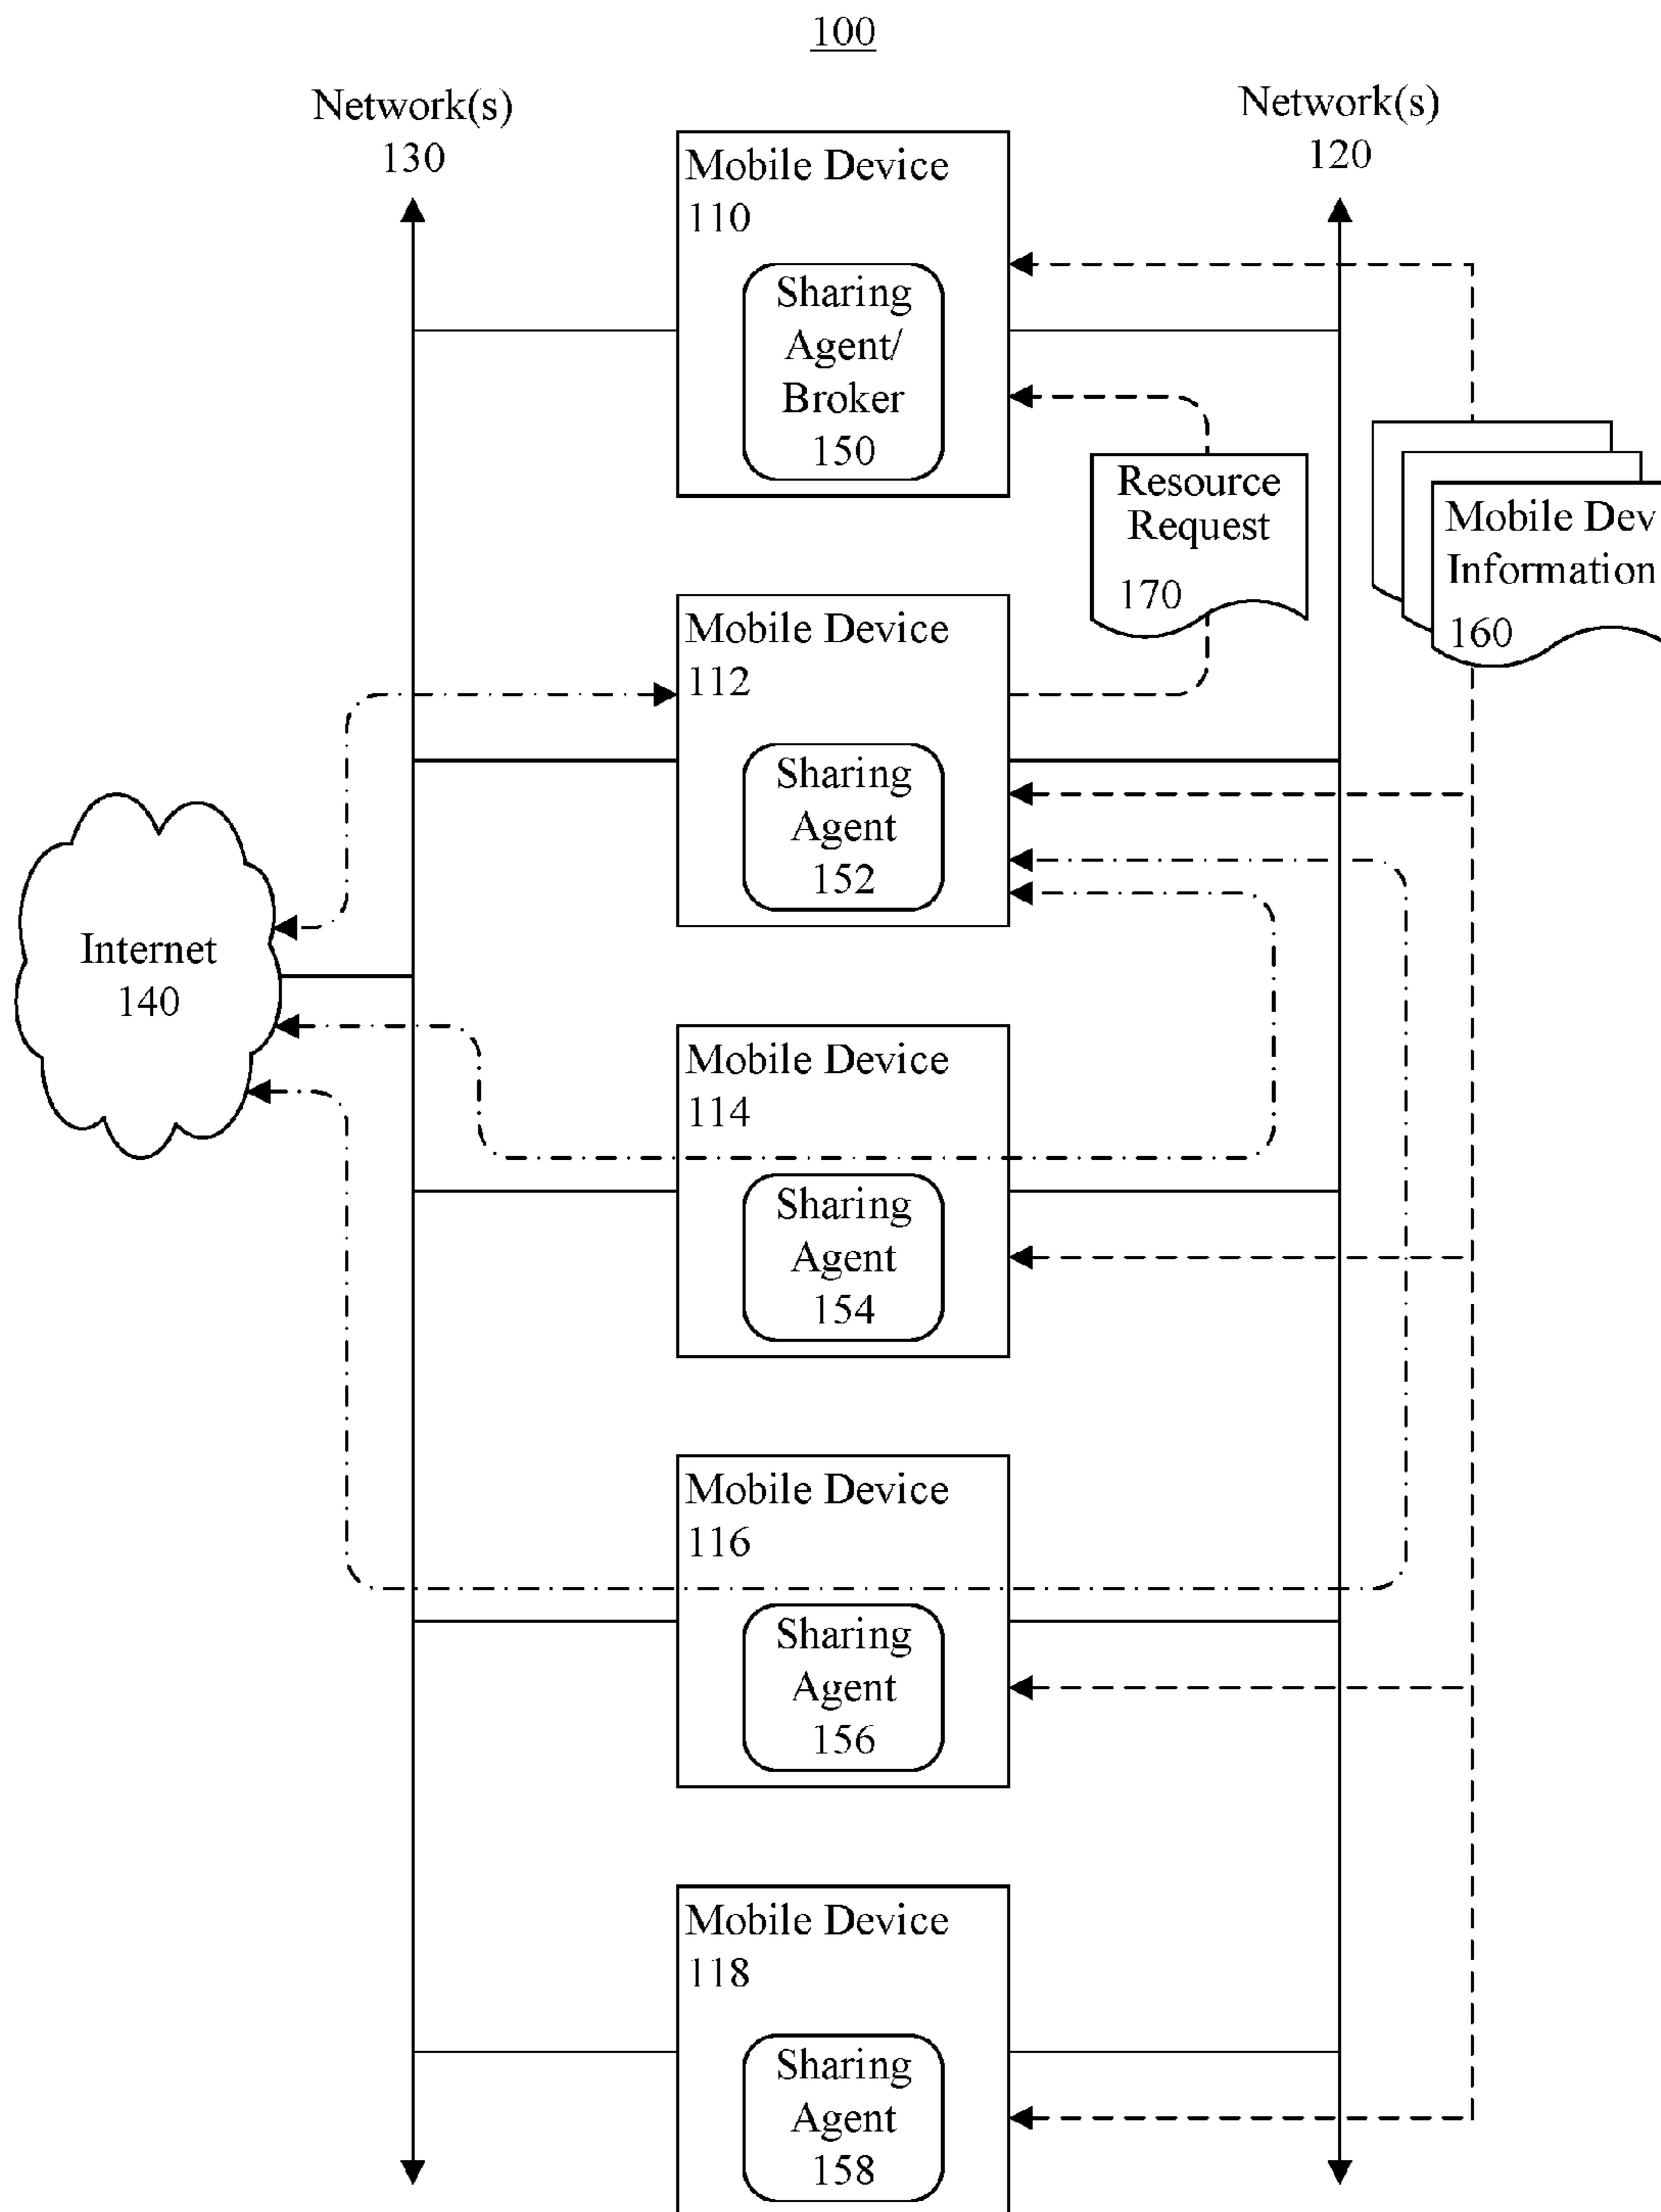 100
Network(s)
130
Network(s)
120
Mobile Device
110
Sharing
Agent/
Broker
150
Resource
Request
170
Mobile Dev
Information
160
Mobile Device
112
Sharing
Agent
152
Internet
140
Mobile Device
114
Sharing
Agent
154
Mobile Device
116
Sharing
Agent
156
Mobile Device
118
Sharing
Agent
158